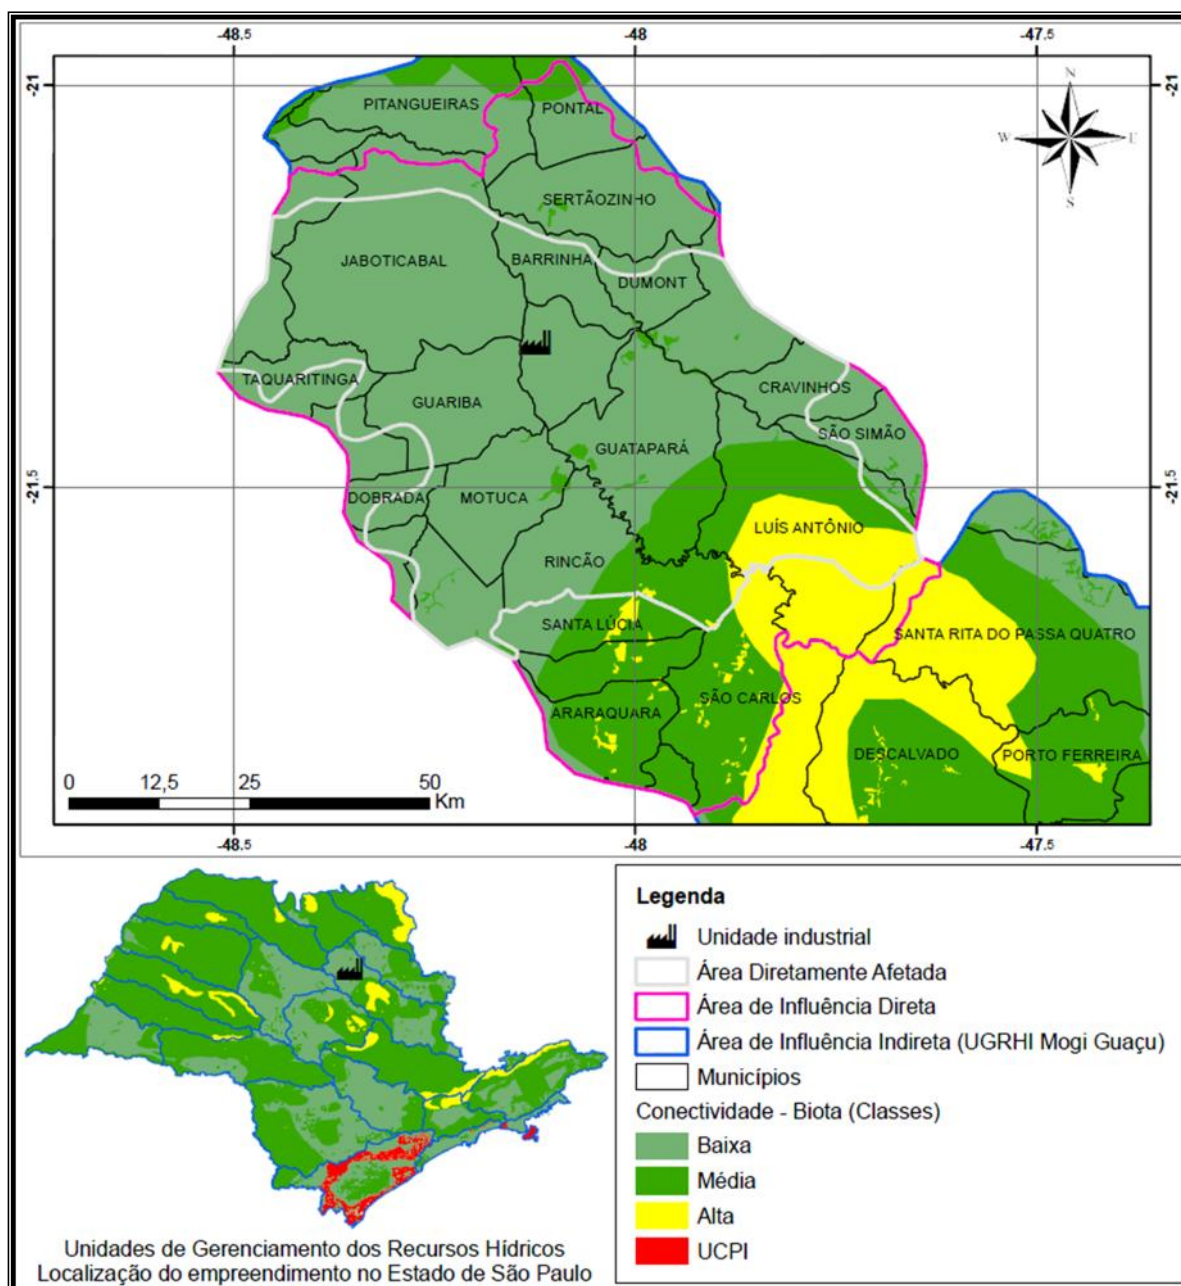 -48.5 -48 -47.5
-21 -21
N
W E
S
PITANGUEIRAS
PONTAL
SERTÃOZINHO
JABOTICABAL
BARRINHA
DUMONT
TAQUARITINGA
GUARIBA
CRAVINHOS
SÃO SIMÃO
GUATAPARÁ
-21.5 -21.5
DOBRADA
MOTUCA
LUÍS ANTÔNIO
RINCÃO
SANTA LÚCIA
SANTA RITA DO PASSA QUATRO
SÃO CARLOS
ARARAQUARA
DESCALVADO
PORTO FERREIRA
0 12,5 25 50
Km
-48.5 -48 -47.5
Legenda
Unidade industrial
Área Diretamente Afetada
Área de Influência Direta
Área de Influência Indireta (UGRHI Mogi Guaçu)
Municípios
Conectividade - Biota (Classes)
Baixa
Média
Alta
UCPI
Unidades de Gerenciamento dos Recursos Hídricos
Localização do empreendimento no Estado de São Paulo